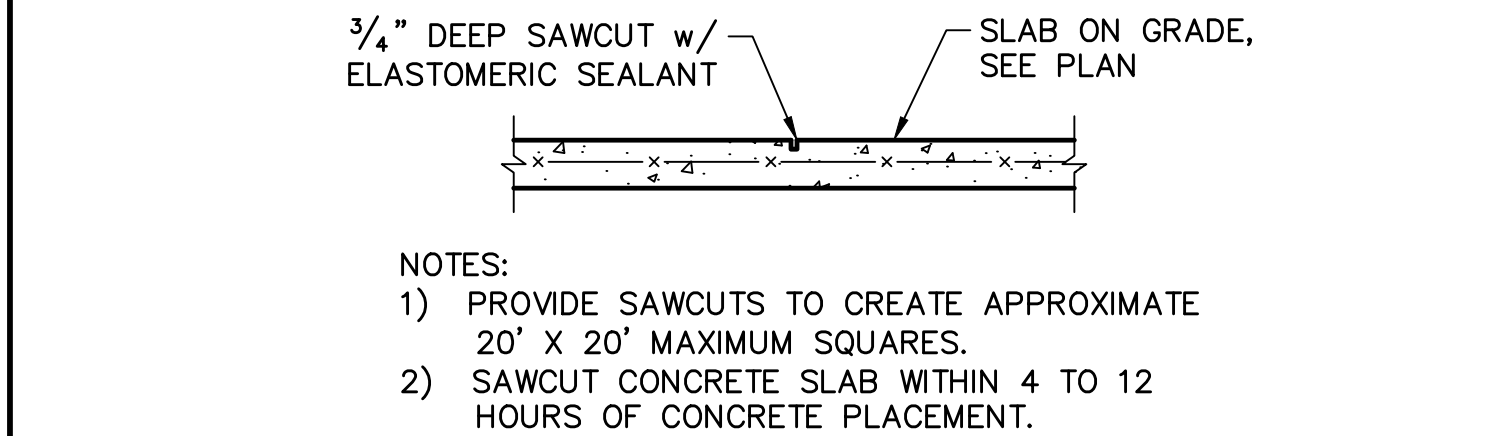 3/4" DEEP SAWCUT w/
ELASTOMERIC SEALANT
SLAB ON GRADE,
SEE PLAN
NOTES:
1) PROVIDE SAWCUTS TO CREATE APPROXIMATE
20' X 20' MAXIMUM SQUARES.
2) SAWCUT CONCRETE SLAB WITHIN 4 TO 12
HOURS OF CONCRETE PLACEMENT.